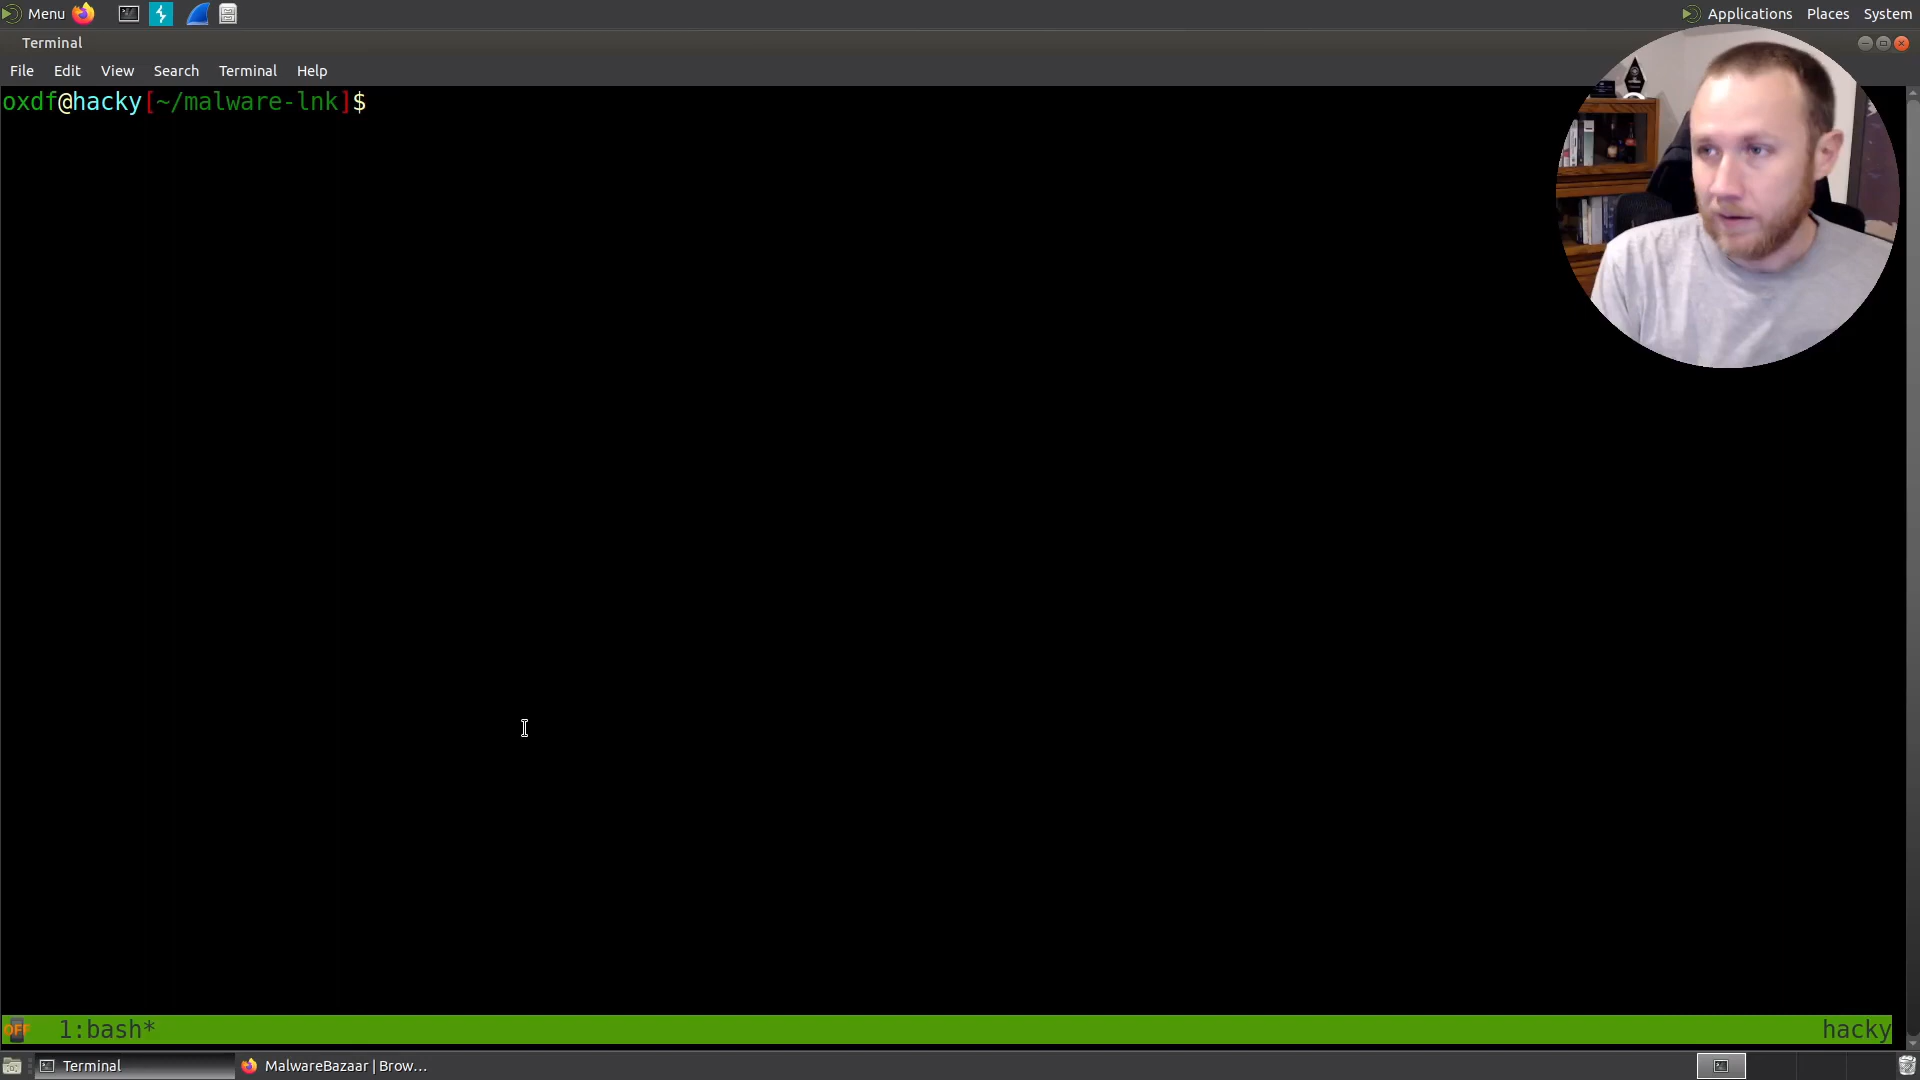 Menu
Applications Places System
Terminal
File Edit View Search Terminal Help
oxdf@hacky[~/malware-lnk]$
OFF 1:bash* hacky
Terminal MalwareBazaar | Brow...